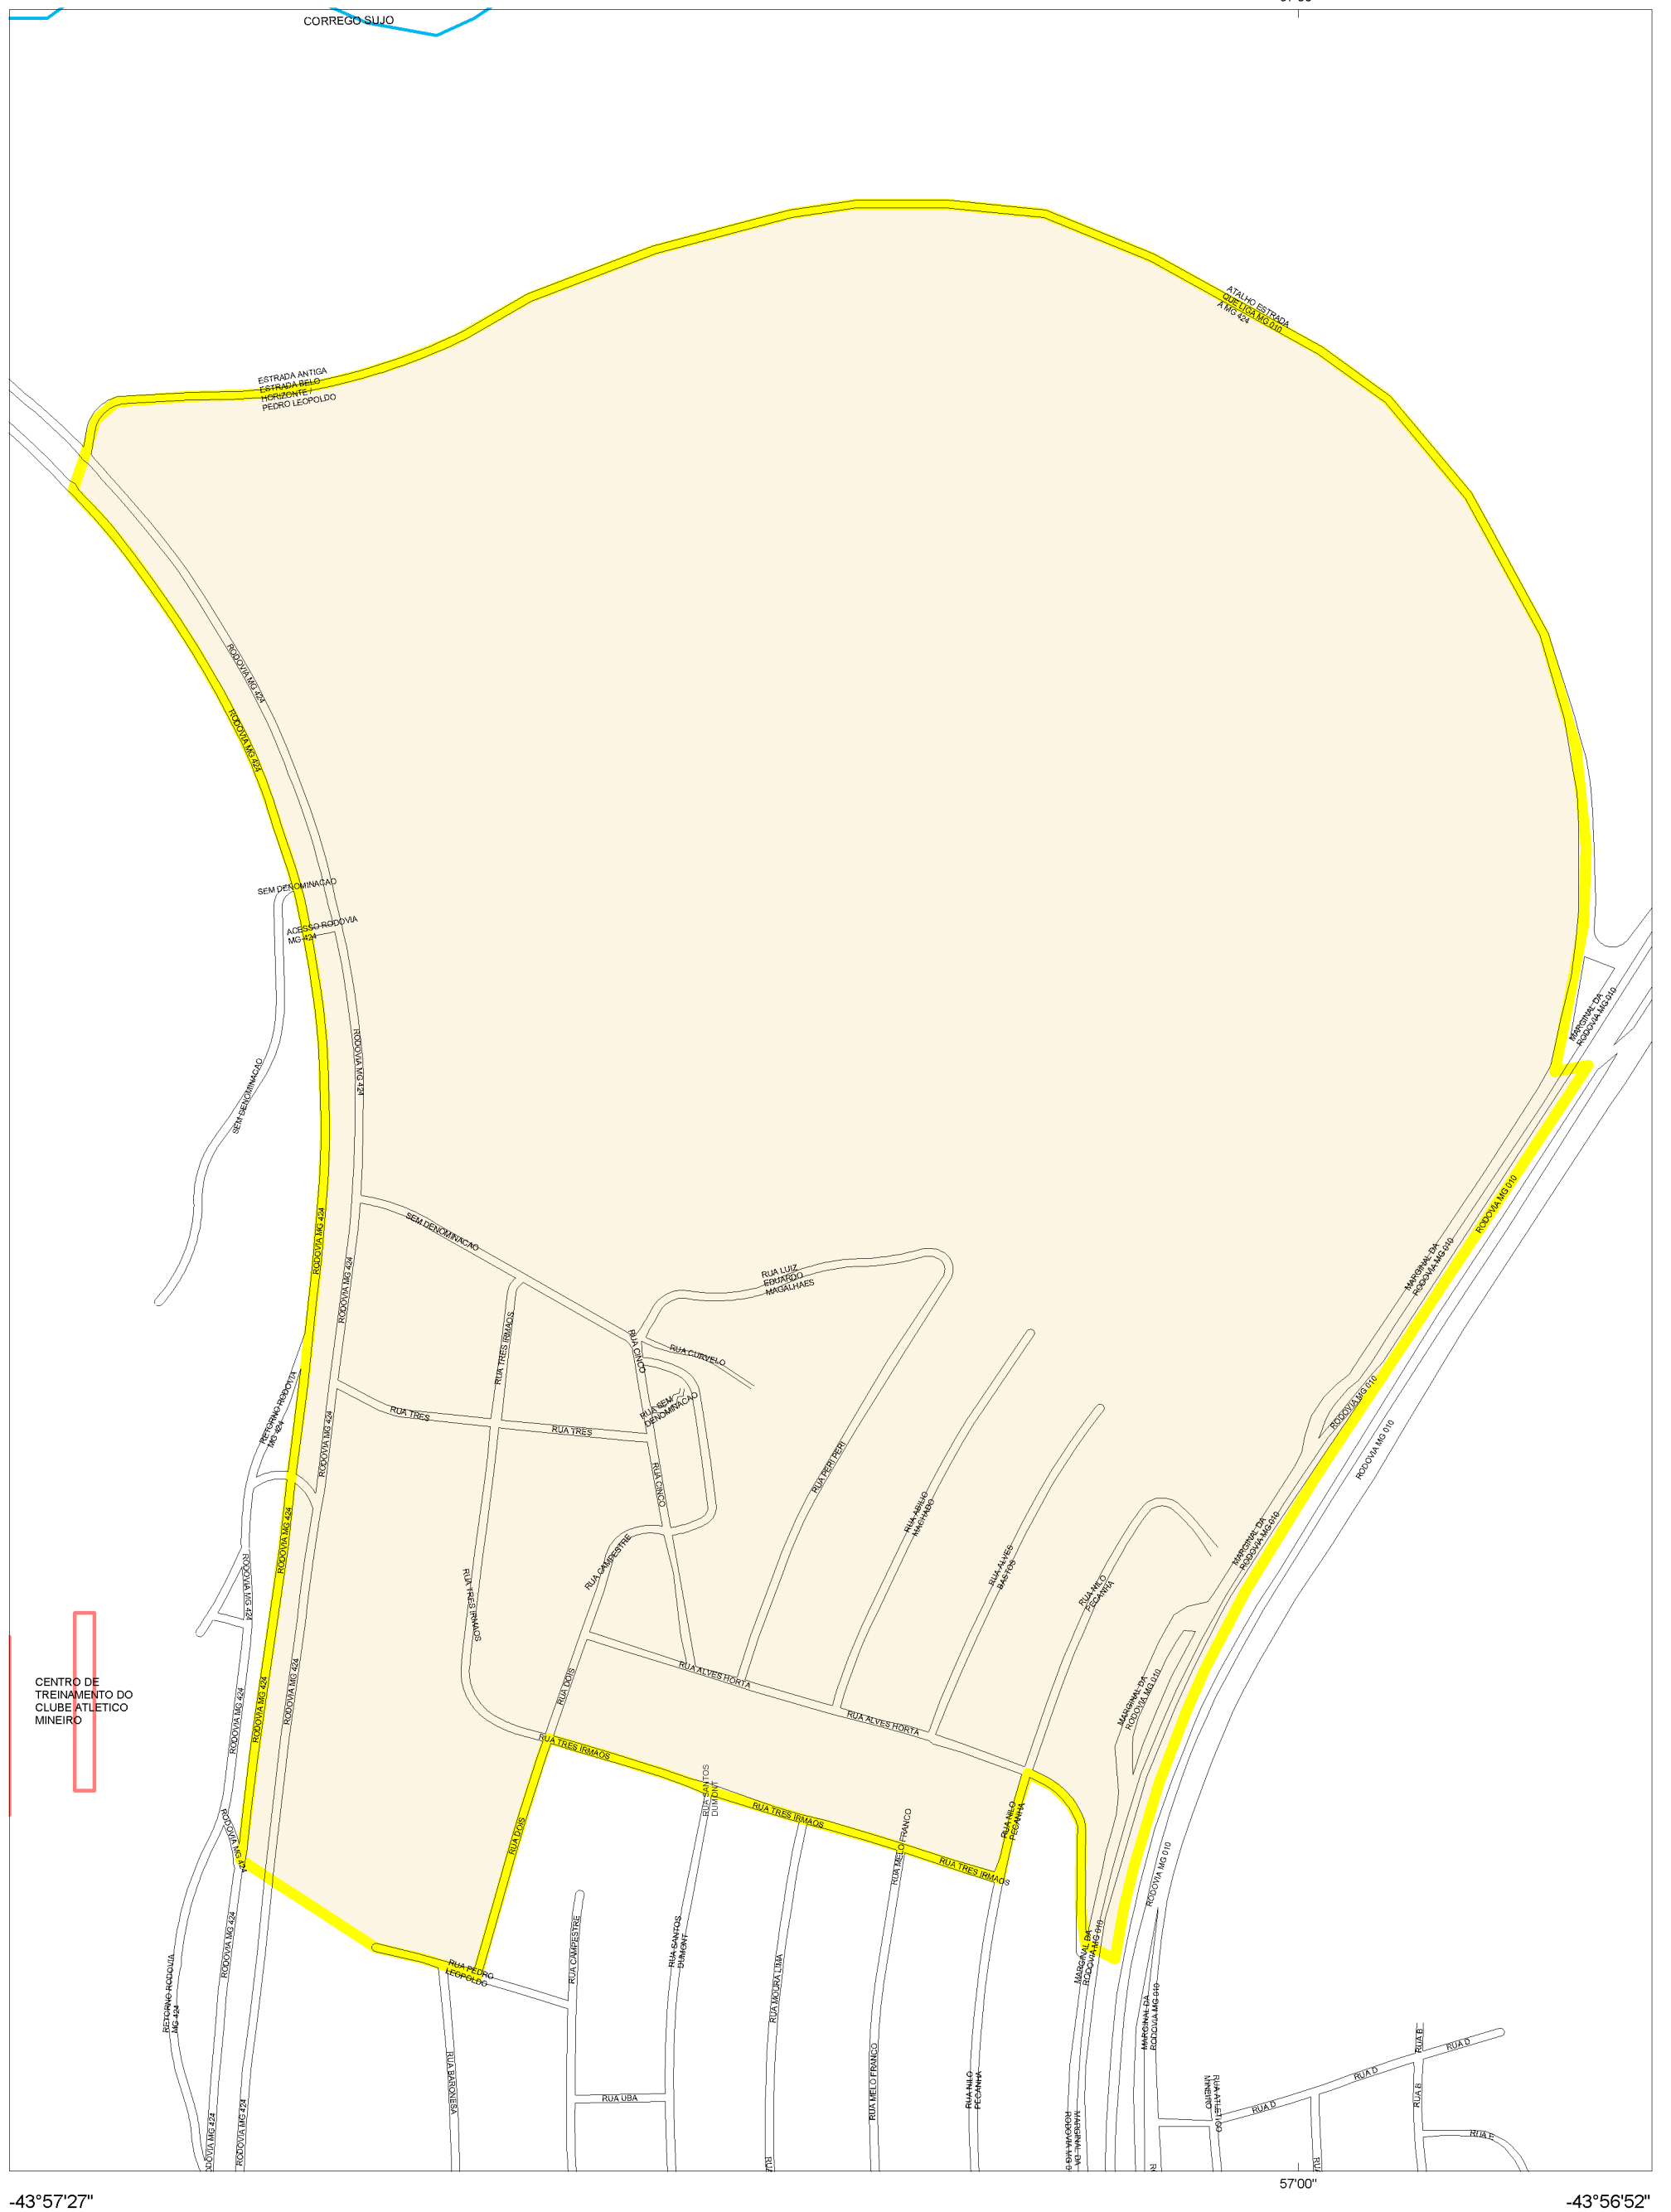 CORREGO SUJO
ATALHO ESTRADA
QUE LIGA MG 010
A MG 424
ESTRADA ANTIGA
ESTRADA BELO
HORIZONTE /
PEDRO LEOPOLDO
RODOVIA MG 424
RODOVIA MG 424
SEM DENOMINACAO
ACESSO RODOVIA
MG-424
MARGINAL DA
RODOVIA MG 010
RODOVIA MG 424
SEM DENOMINACAO
RODOVIA MG 010
RODOVIA MG 424
SEM DENOMINACAO
MARGINAL DA
RODOVIA MG 010
RODOVIA MG 424
RUA LUIZ
EDUARDO
MAGALHAES
RUA TRES IRMAOS
RUA CINCO
RUA CURVELO
RETORNO RODOVIA
MG 424
RUA SEM
DENOMINACAO
RODOVIA MG 010
RODOVIA MG 010
RUA TRES
RUA TRES
RODOVIA MG 424
RUA PERI PERI
RUA CINCO
RUA ABILIO
MACHADO
MARGINAL DA
RODOVIA MG 010
RODOVIA MG 424
RUA CAMPESTRE
RUA ALVES
BASTOS
RUA NILO
PECANHA
RODOVIA MG 424
RUA TRES IRMAOS
CENTRO DE
TREINAMENTO DO
CLUBE ATLETICO
MINEIRO
RODOVIA MG 424
RODOVIA MG 424
RODOVIA MG 424
RUA DOIS
RUA ALVES HORTA
RUA ALVES HORTA
MARGINAL DA
RODOVIA MG 010
RUA TRES IRMAOS
RUA SANTOS
DUMONT
RUA TRES IRMAOS
RUA NILO
PECANHA
RODOVIA MG 424
RUA DOIS
RUA MELO FRANCO
RUA TRES IRMAOS
RODOVIA MG 010
RODOVIA MG 424
RUA PEDRO
LEOPOLDO
RUA CAMPESTRE
RUA SANTOS
DUMONT
MARGINAL DA
RODOVIA MG 010
RETORNO RODOVIA
MG 424
RUA MOURA LIMA
MARGINAL DA
RODOVIA MG 010
RUA BARONESA
RUA UBA
RUA MELO FRANCO
RUA NILO
PECANHA
RUA B
RUA D
RUA D
RUA D
RUA B
RUA ATLETICO
MINEIRO
RUA E
RODOVIA MG 424
RODOVIA MG 424
MARGINAL DA
RODOVIA MG 0
57'00"
-43°57'27"
-43°56'52"